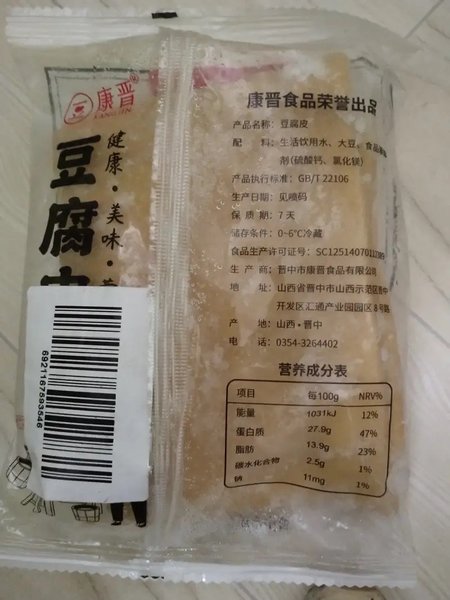 康晋®
KANGJIN
健康·美味·
豆腐
6921167593546
康晋食品荣誉出品
产品名称: 豆腐皮
配 料: 生活饮用水、大豆、食品
剂(硫酸钙、氯化镁)
产品执行标准: GB/T 22106
生产日期: 见喷码
保 质 期: 7 天
储存条件: 0~6℃冷藏
食品生产许可证号:
生 产 商: 晋中市康晋食品有限公司
地 址: 山西省晋中市山西示范区晋中
开发区汇通产业园园区 8 号路
产 地: 山西·晋中
电 话: 0354-3264402
营养成分表
项目 每100g NRV%
能量 1031kJ 12%
蛋白质 27.9g 47%
脂肪 13.9g 23%
碳水化合物 2.5g 1%
钠 11mg 1%